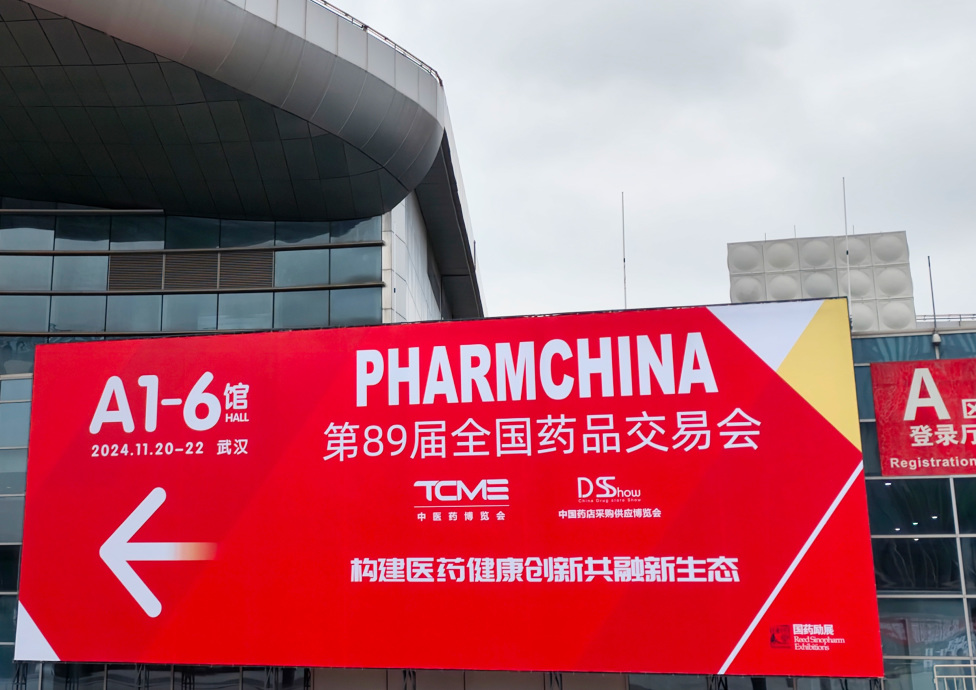 A1-6馆
HALL
2024.11.20-22 武汉
PHARMCHINA
第89届全国药品交易会
TCME
中医药博览会
DSShow
China Drug store Show
中国药店采购供应博览会
构建医药健康创新共融新生态
国药励展
Reed Sinopharm
Exhibitions
A区
登录厅
Registration